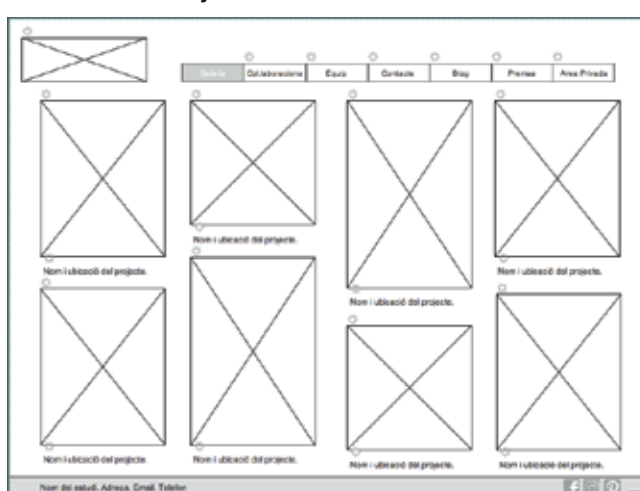 Galeria
Col.laboracions
Equip
Contacte
Blog
Premsa
Area Privada
Nom i ubicació del projecte.
Nom i ubicació del projecte.
Nom i ubicació del projecte.
Nom i ubicació del projecte.
Nom i ubicació del projecte.
Nom i ubicació del projecte.
Nom i ubicació del projecte.
Nom i ubicació del projecte.
Nom del estudi. Adreça. Email. Telefon